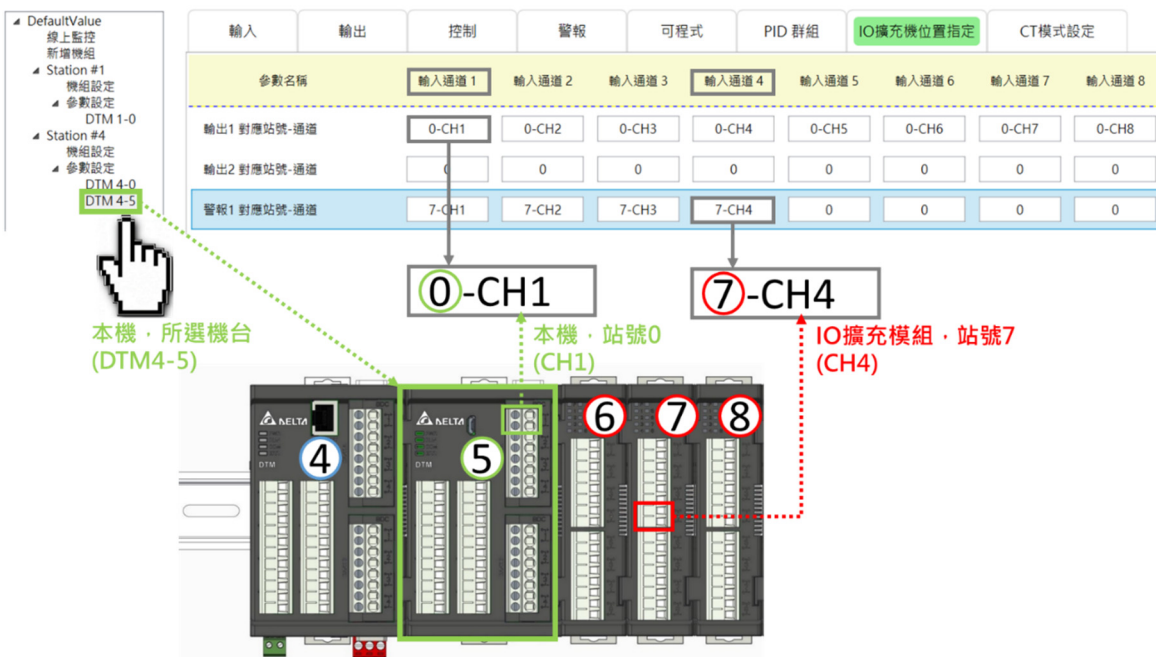 DefaultValue
線上監控
新增機組
Station #1
機組設定
參數設定
DTM 1-0
Station #4
機組設定
參數設定
DTM 4-0
DTM 4-5
輸入 輸出 控制 警報 可程式 PID 群組 IO擴充機位置指定 CT模式設定
參數名稱 輸入通道 1 輸入通道 2 輸入通道 3 輸入通道 4 輸入通道 5 輸入通道 6 輸入通道 7 輸入通道 8
輸出1 對應站號-通道 0-CH1 0-CH2 0-CH3 0-CH4 0-CH5 0-CH6 0-CH7 0-CH8
輸出2 對應站號-通道 0 0 0 0 0 0 0 0
警報1 對應站號-通道 7-CH1 7-CH2 7-CH3 7-CH4 0 0 0 0
0-CH1
7-CH4
本機，所選機台
(DTM4-5)
本機，站號0
(CH1)
IO擴充模組，站號7
(CH4)
DELTA
DTM
4
DELTA
DTM
5
6
7
8